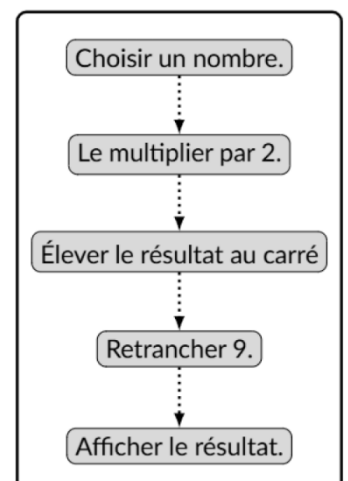 Choisir un nombre.
Le multiplier par 2.
Élever le résultat au carré
Retrancher 9.
Afficher le résultat.